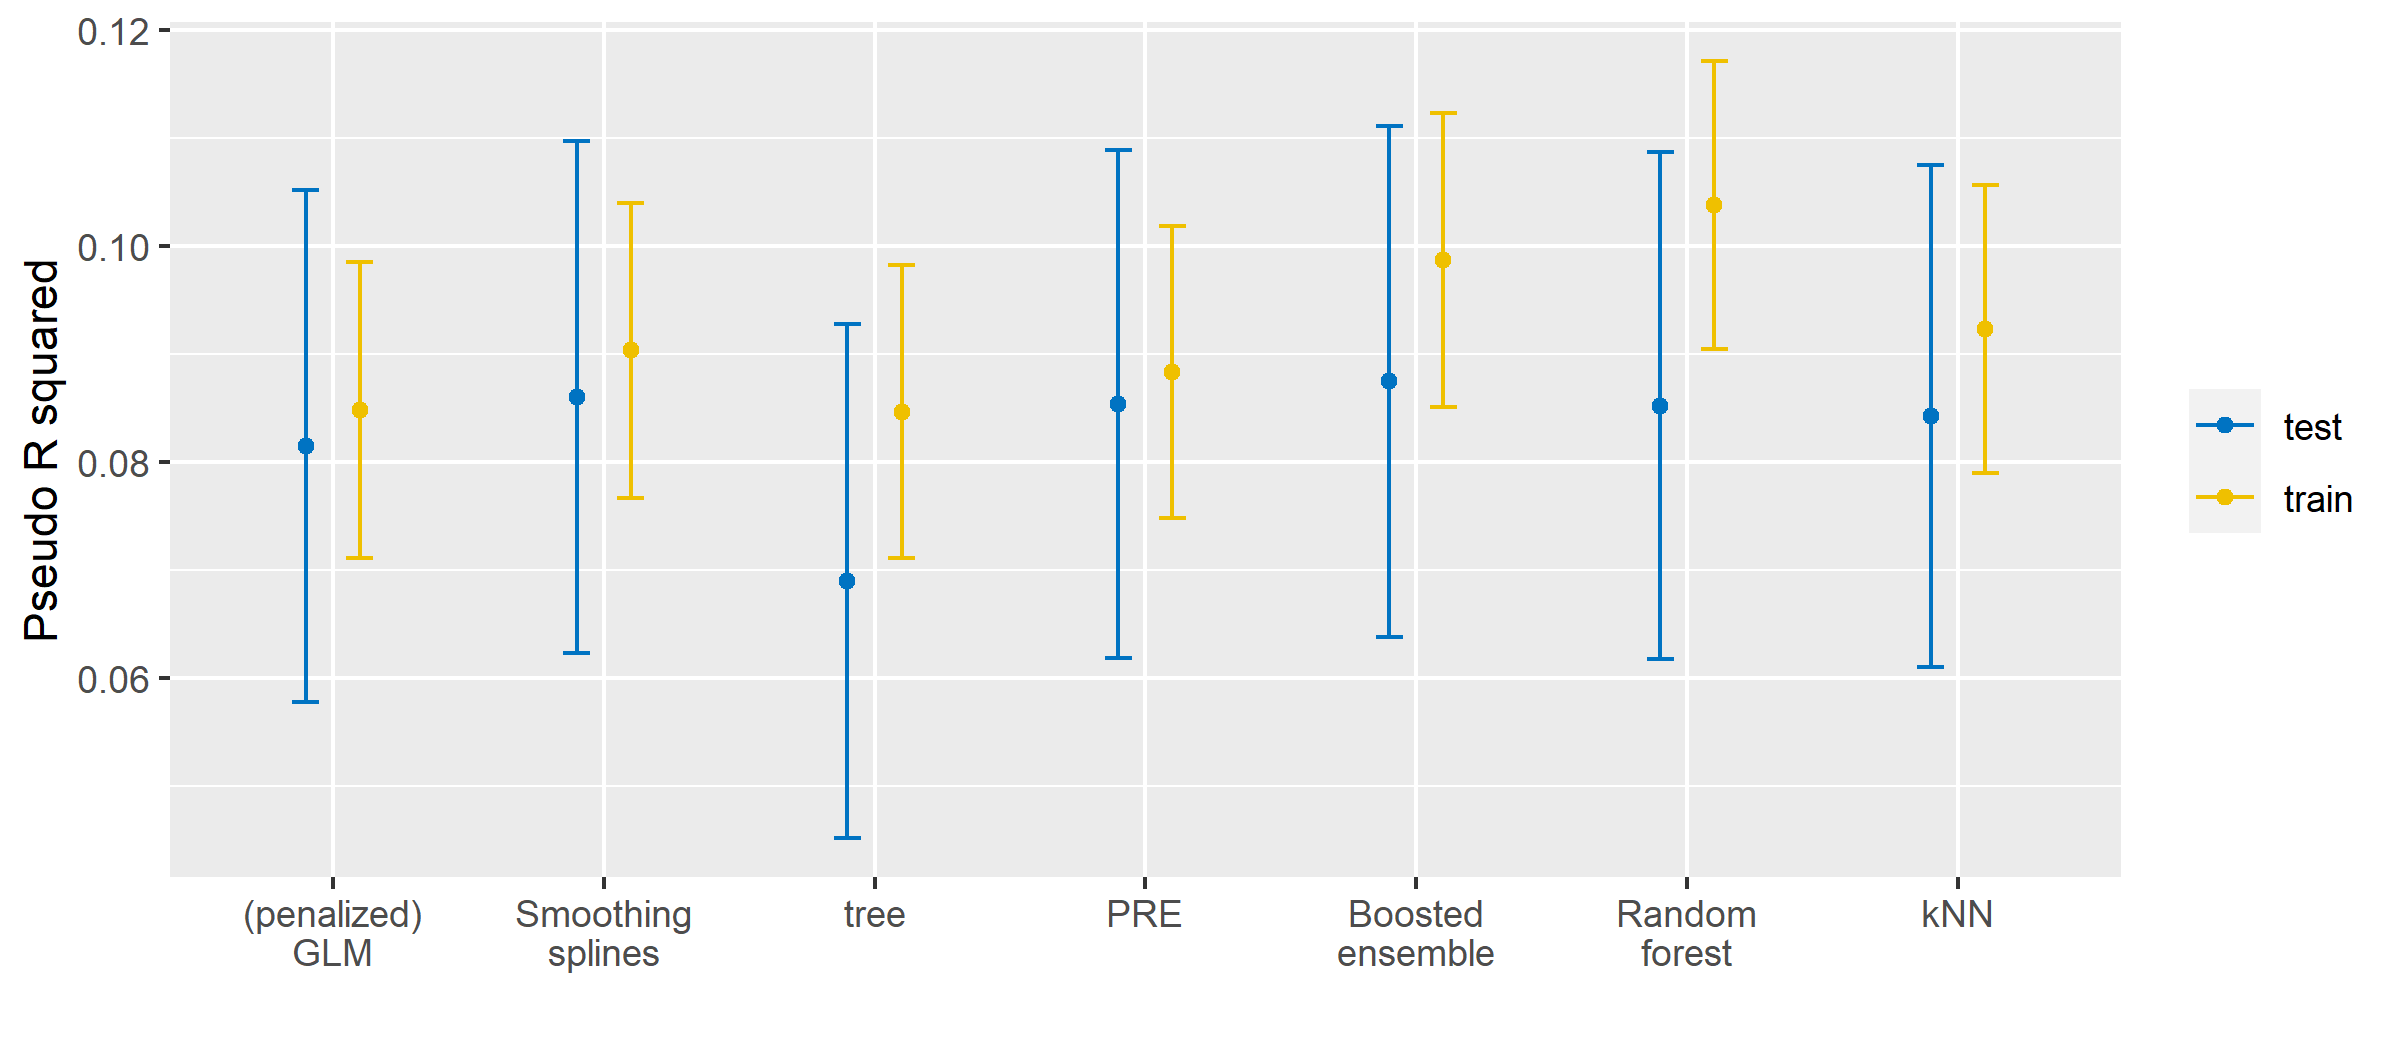 0.12
0.10
0.08
0.06
Pseudo R squared
(penalized)
GLM
Smoothing
splines
tree
PRE
Boosted
ensemble
Random
forest
kNN
test
train